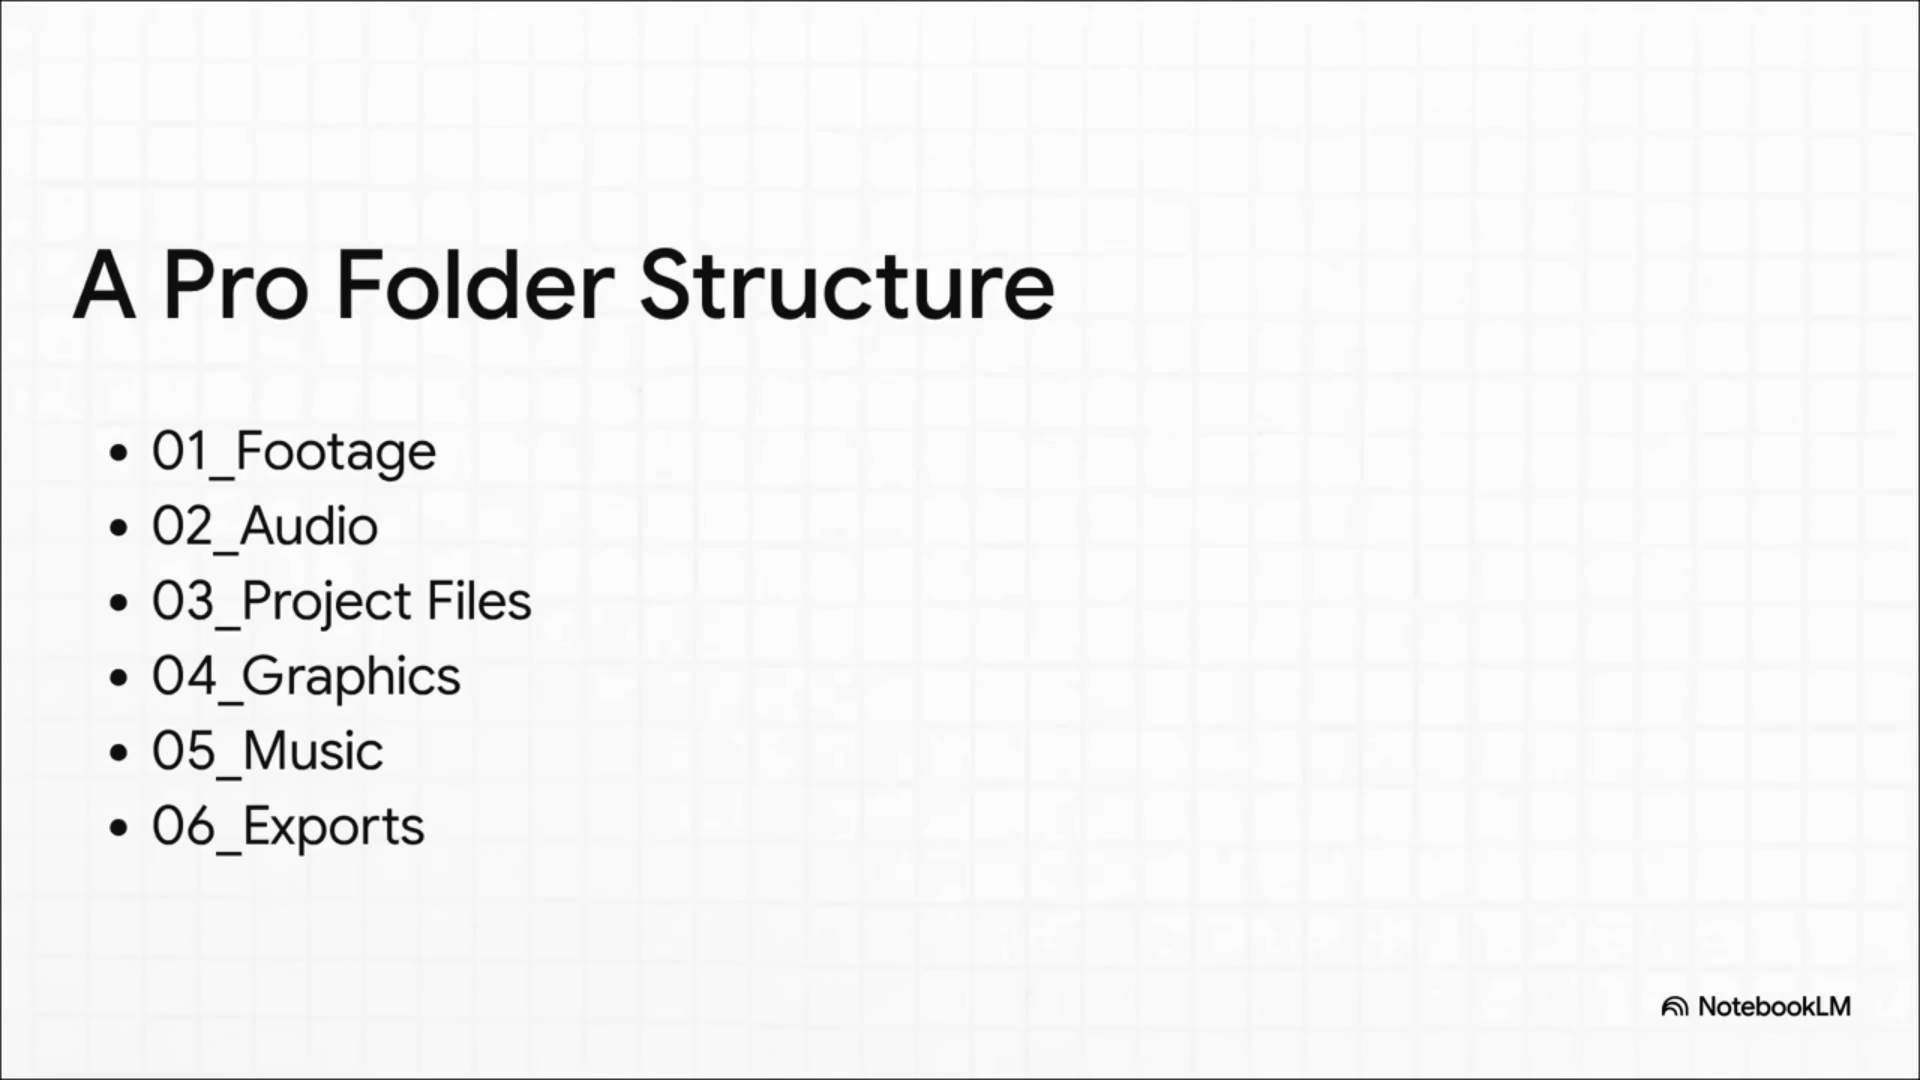 A Pro Folder Structure
• 01_Footage
• 02_Audio
• 03_Project Files
• 04_Graphics
• 05_Music
• 06_Exports
NotebookLM